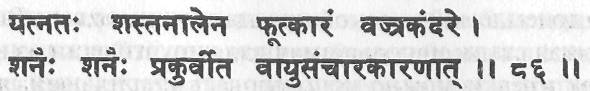 यत्नतः शस्तनालेन फूत्कारं वज्रकंदरे ।
शनैः शनैः प्रकुर्वीत वायुसंचारकारणात् ।। ८६ ।।